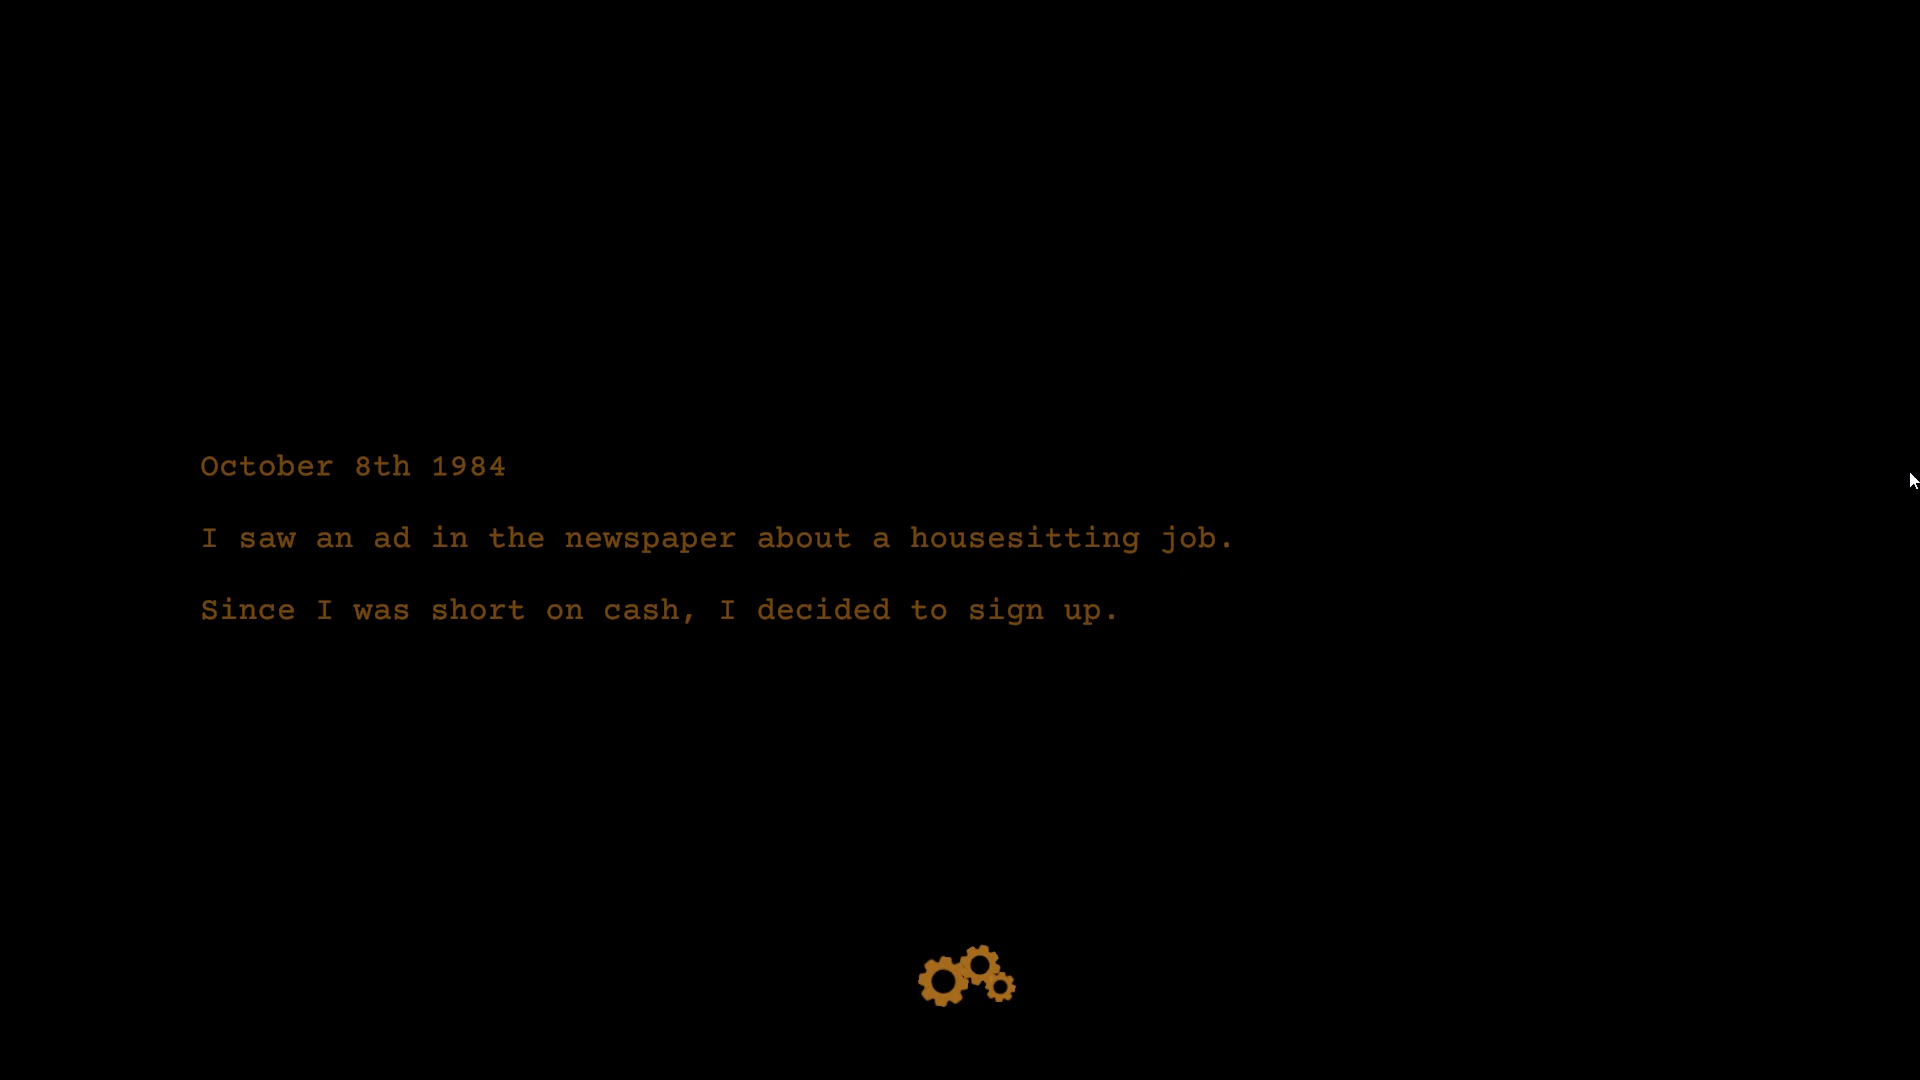 October 8th 1984
I saw an ad in the newspaper about a housesitting job.
Since I was short on cash, I decided to sign up.